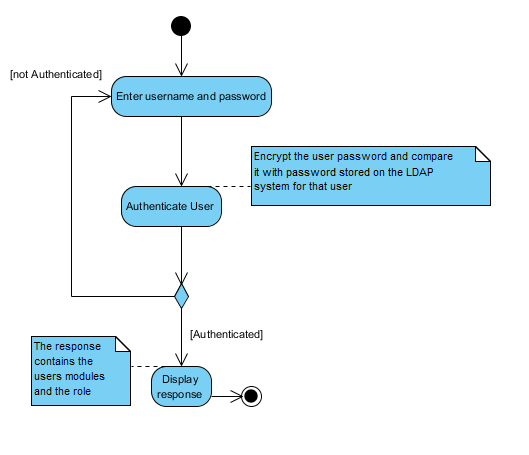 [not Authenticated]
Enter username and password
Encrypt the user password and compare
it with password stored on the LDAP
system for that user
Authenticate User
[Authenticated]
The response
contains the
users modules
and the role
Display
response